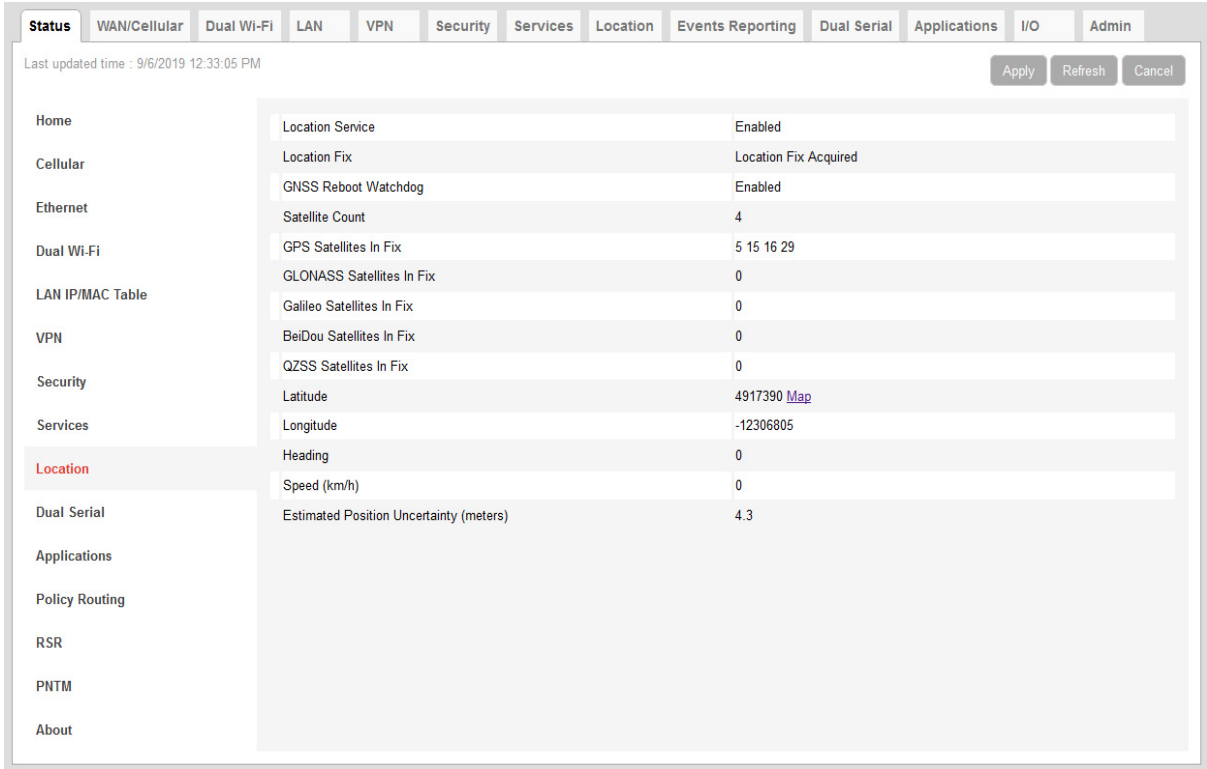 Status WAN/Cellular Dual Wi-Fi LAN VPN Security Services Location Events Reporting Dual Serial Applications I/O Admin
Last updated time : 9/6/2019 12:33:05 PM
Apply Refresh Cancel
Home
Cellular
Ethernet
Dual Wi-Fi
LAN IP/MAC Table
VPN
Security
Services
Location
Dual Serial
Applications
Policy Routing
RSR
PNTM
About
Location Service Enabled
Location Fix Location Fix Acquired
GNSS Reboot Watchdog Enabled
Satellite Count 4
GPS Satellites In Fix 5 15 16 29
GLONASS Satellites In Fix 0
Galileo Satellites In Fix 0
BeiDou Satellites In Fix 0
QZSS Satellites In Fix 0
Latitude 4917390 Map
Longitude -12306805
Heading 0
Speed (km/h) 0
Estimated Position Uncertainty (meters) 4.3